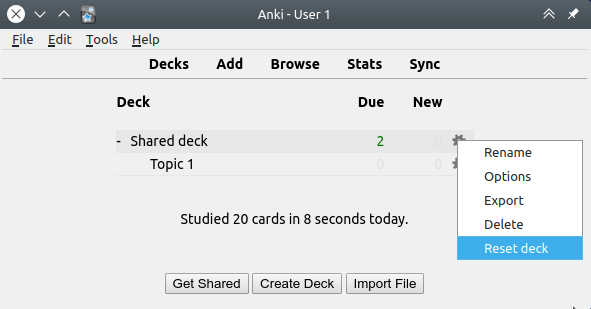 Anki - User 1
File Edit Tools Help
Decks Add Browse Stats Sync
Deck Due New
- Shared deck 2 0
Topic 1 0 0
Rename
Options
Export
Delete
Reset deck
Studied 20 cards in 8 seconds today.
Get Shared Create Deck Import File